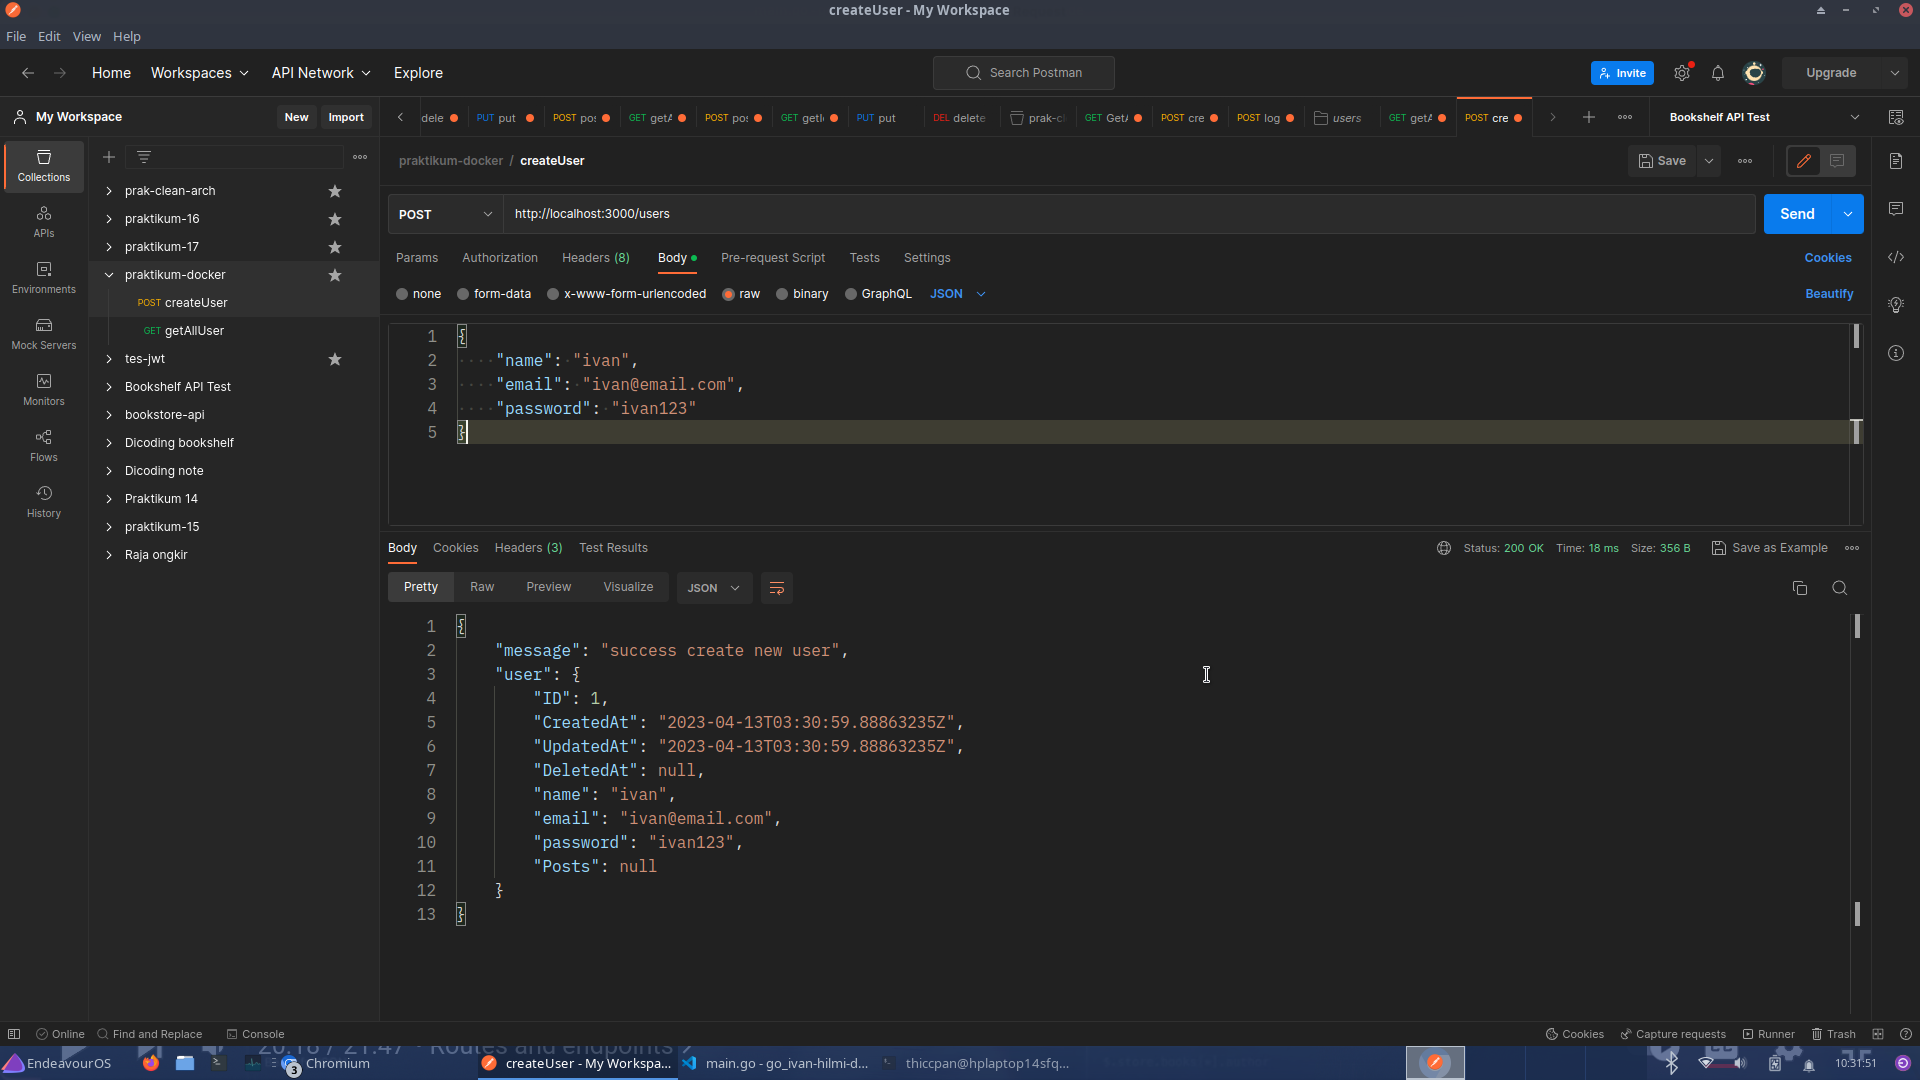 createUser - My Workspace
File Edit View Help
Home Workspaces API Network Explore Search Postman Invite Upgrade
My Workspace New Import
dele PUT put POST pos GET getA POST pos GET getI PUT put DEL delete prak-c GET GetA POST cre POST log users GET getA POST cre Bookshelf API Test
praktikum-docker / createUser Save
Collections
APIs
Environments
Mock Servers
Monitors
Flows
History
prak-clean-arch
praktikum-16
praktikum-17
praktikum-docker
POST createUser
GET getAllUser
tes-jwt
Bookshelf API Test
bookstore-api
Dicoding bookshelf
Dicoding note
Praktikum 14
praktikum-15
Raja ongkir
POST http://localhost:3000/users Send
Params Authorization Headers (8) Body Pre-request Script Tests Settings Cookies
none form-data x-www-form-urlencoded raw binary GraphQL JSON Beautify
1 {
2 "name": "ivan",
3 "email": "ivan@email.com",
4 "password": "ivan123"
5 }
Body Cookies Headers (3) Test Results Status: 200 OK Time: 18 ms Size: 356 B Save as Example
Pretty Raw Preview Visualize JSON
1 {
2 "message": "success create new user",
3 "user": {
4 "ID": 1,
5 "CreatedAt": "2023-04-13T03:30:59.88863235Z",
6 "UpdatedAt": "2023-04-13T03:30:59.88863235Z",
7 "DeletedAt": null,
8 "name": "ivan",
9 "email": "ivan@email.com",
10 "password": "ivan123",
11 "Posts": null
12 }
13 }
Online Find and Replace Console Cookies Capture requests Runner Trash
EndeavourOS 3 Chromium createUser - My Workspa... main.go - go_ivan-hilmi-d... thiccpan@hplaptop14sfq... 10:31:51